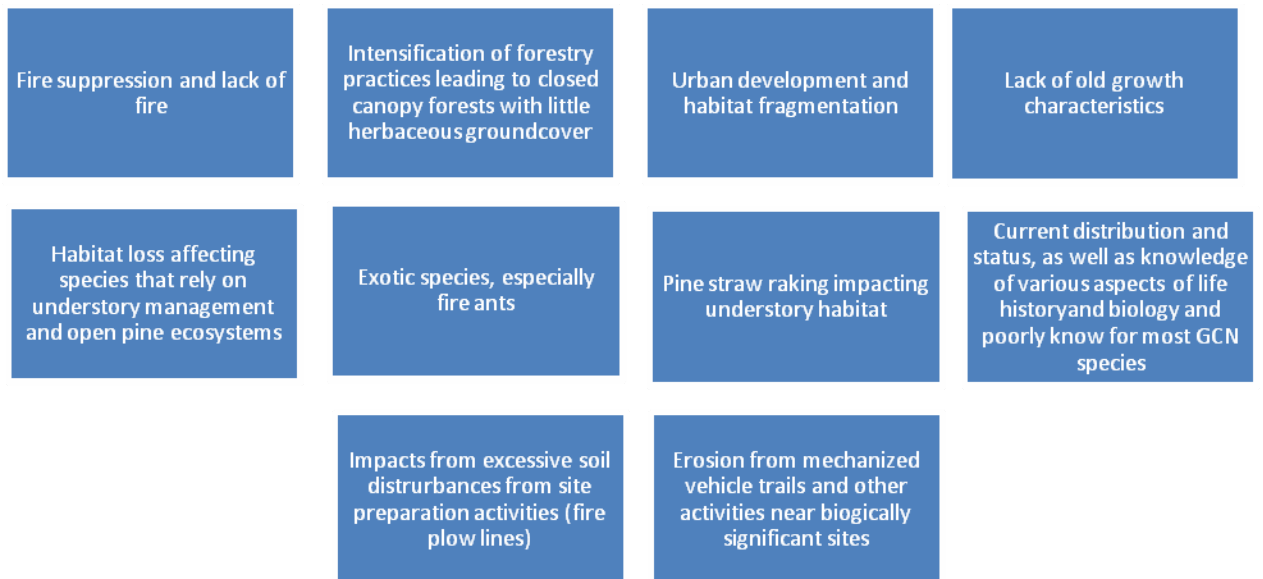 Fire suppression and lack of
fire
Intensification of forestry
practices leading to closed
canopy forests with little
herbaceous groundcover
Urban development and
habitat fragmentation
Lack of old growth
characteristics
Habitat loss affecting
species that rely on
understory management
and open pine ecosystems
Exotic species, especially
fire ants
Pine straw raking impacting
understory habitat
Current distribution and
status, as well as knowledge
of various aspects of life
historyand biology and
poorly know for most GCN
species
Impacts from excessive soil
distrurbances from site
preparation activities (fire
plow lines)
Erosion from mechanized
vehicle trails and other
activities near biogically
significant sites